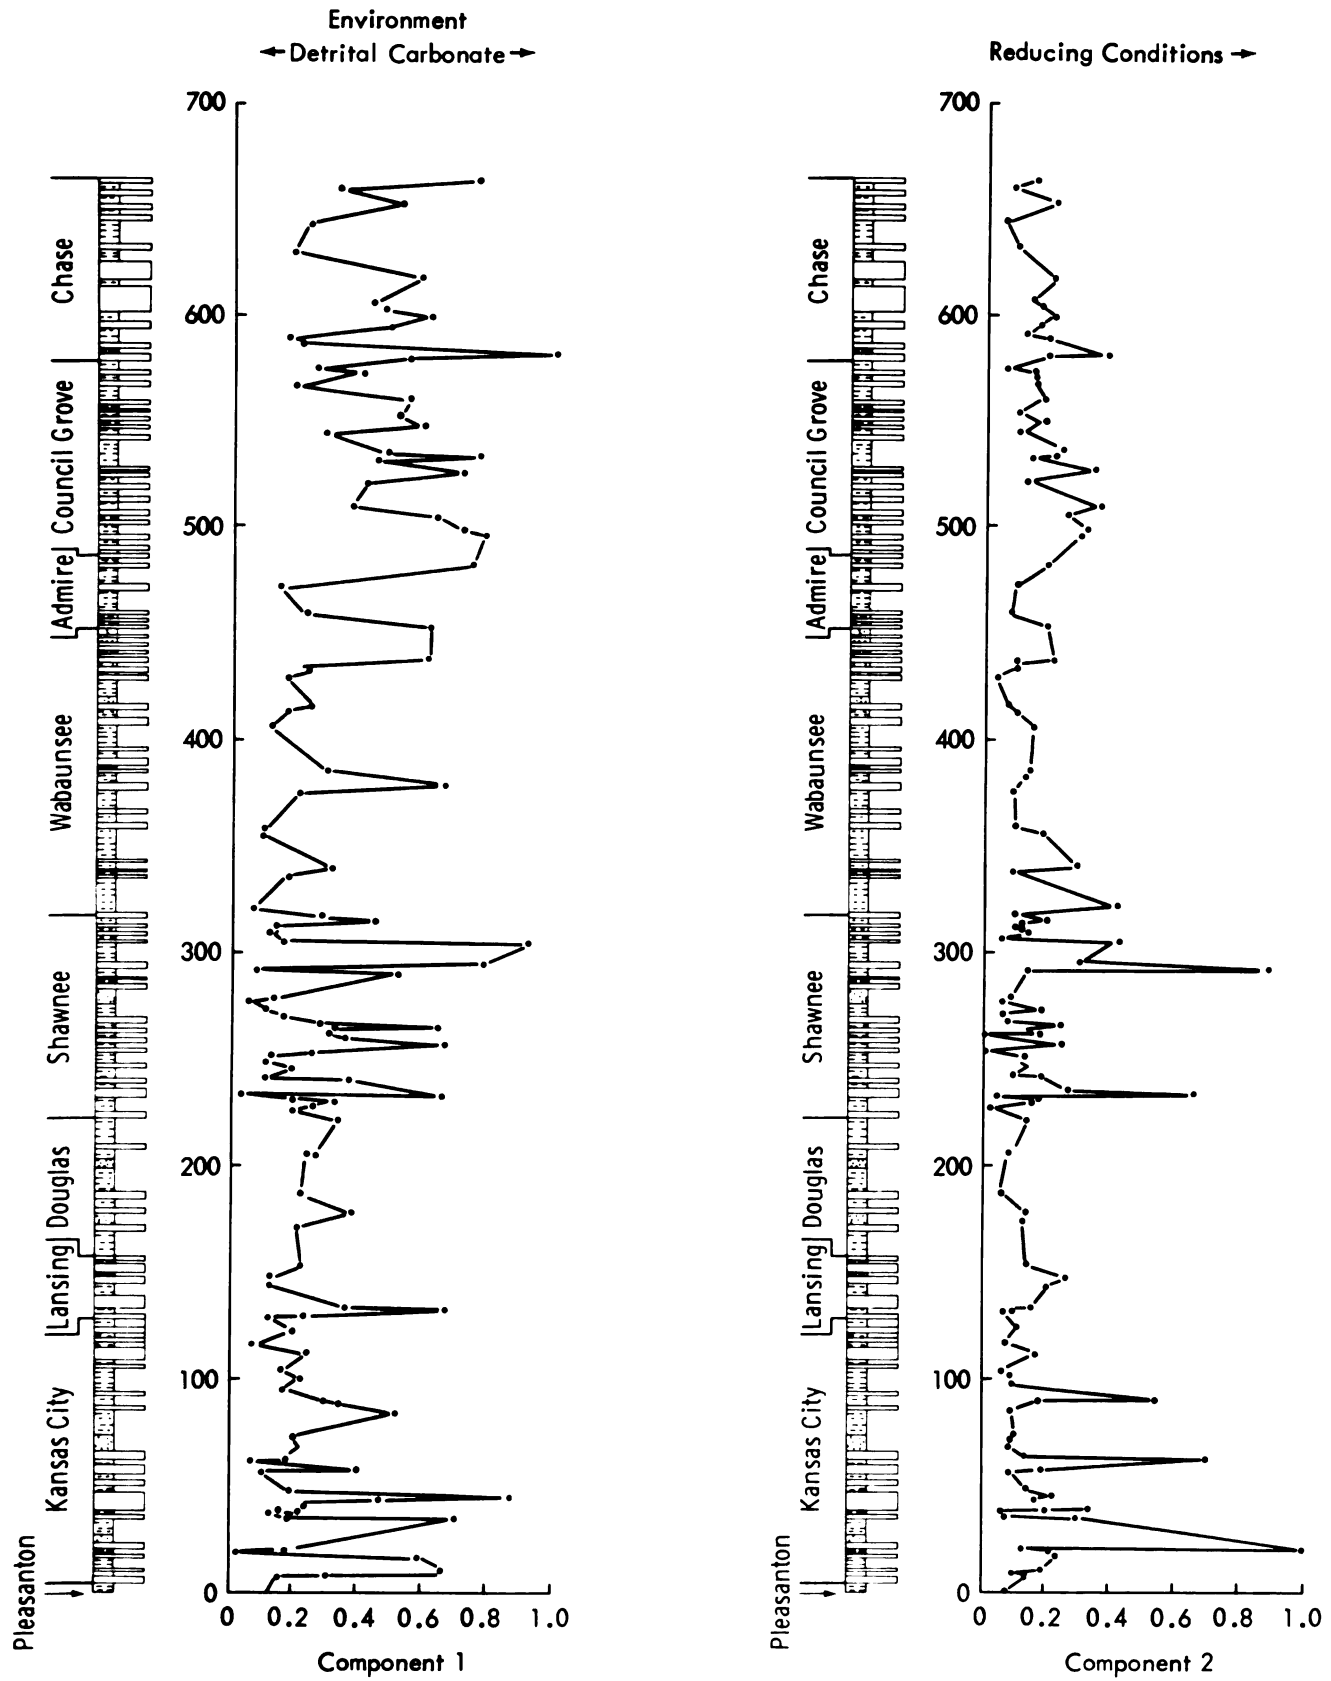 Environment
Detrital Carbonate
700
600
500
400
300
200
100
0
0 0.2 0.4 0.6 0.8 1.0
Component 1
Chase
Council Grove
Admire
Wabaunsee
Shawnee
Douglas
Lansing
Kansas City
Pleasanton
Reducing Conditions
700
600
500
400
300
200
100
0
0 0.2 0.4 0.6 0.8 1.0
Component 2
Chase
Council Grove
Admire
Wabaunsee
Shawnee
Douglas
Lansing
Kansas City
Pleasanton